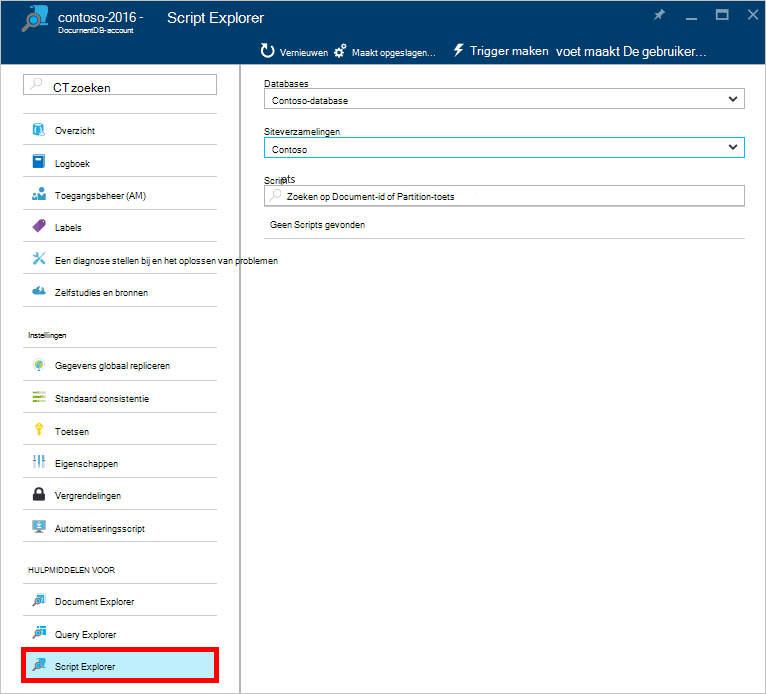 contoso-2016 - Script Explorer
DocumentDB-account
Vernieuwen Maakt opgeslagen... Trigger maken voet maakt De gebruiker...
CT zoeken
Overzicht
Logboek
Toegangsbeheer (AM)
Labels
Een diagnose stellen bij en het oplossen van problemen
Zelfstudies en bronnen
Instellingen
Gegevens globaal repliceren
Standaard consistentie
Toetsen
Eigenschappen
Vergrendelingen
Automatiseringsscript
HULPMIDDELEN VOOR
Document Explorer
Query Explorer
Script Explorer
Databases
Contoso-database
Siteverzamelingen
Contoso
Scripts
Zoeken op Document-id of Partition-toets
Geen Scripts gevonden